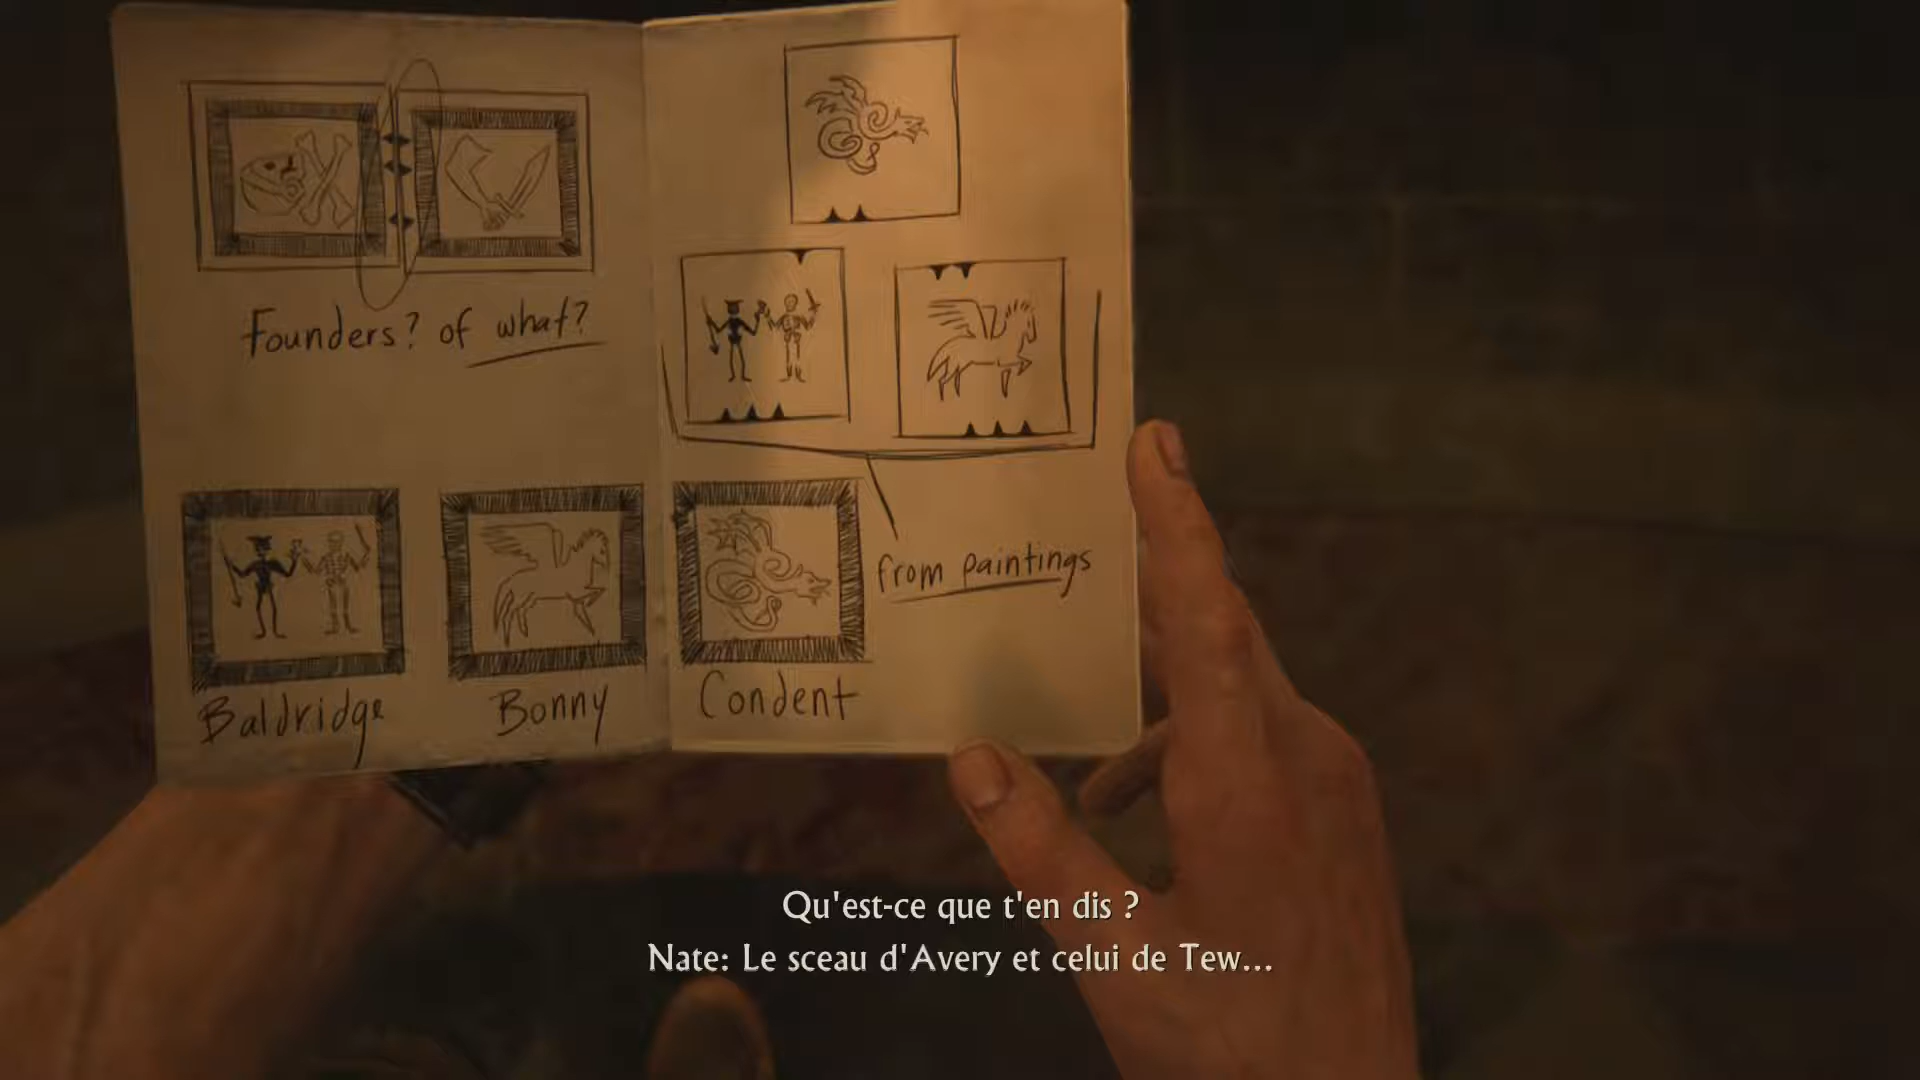 Founders? of what?
from paintings
Baldridge
Bonny
Condent
Qu'est-ce que t'en dis ?
Nate: Le sceau d'Avery et celui de Tew...